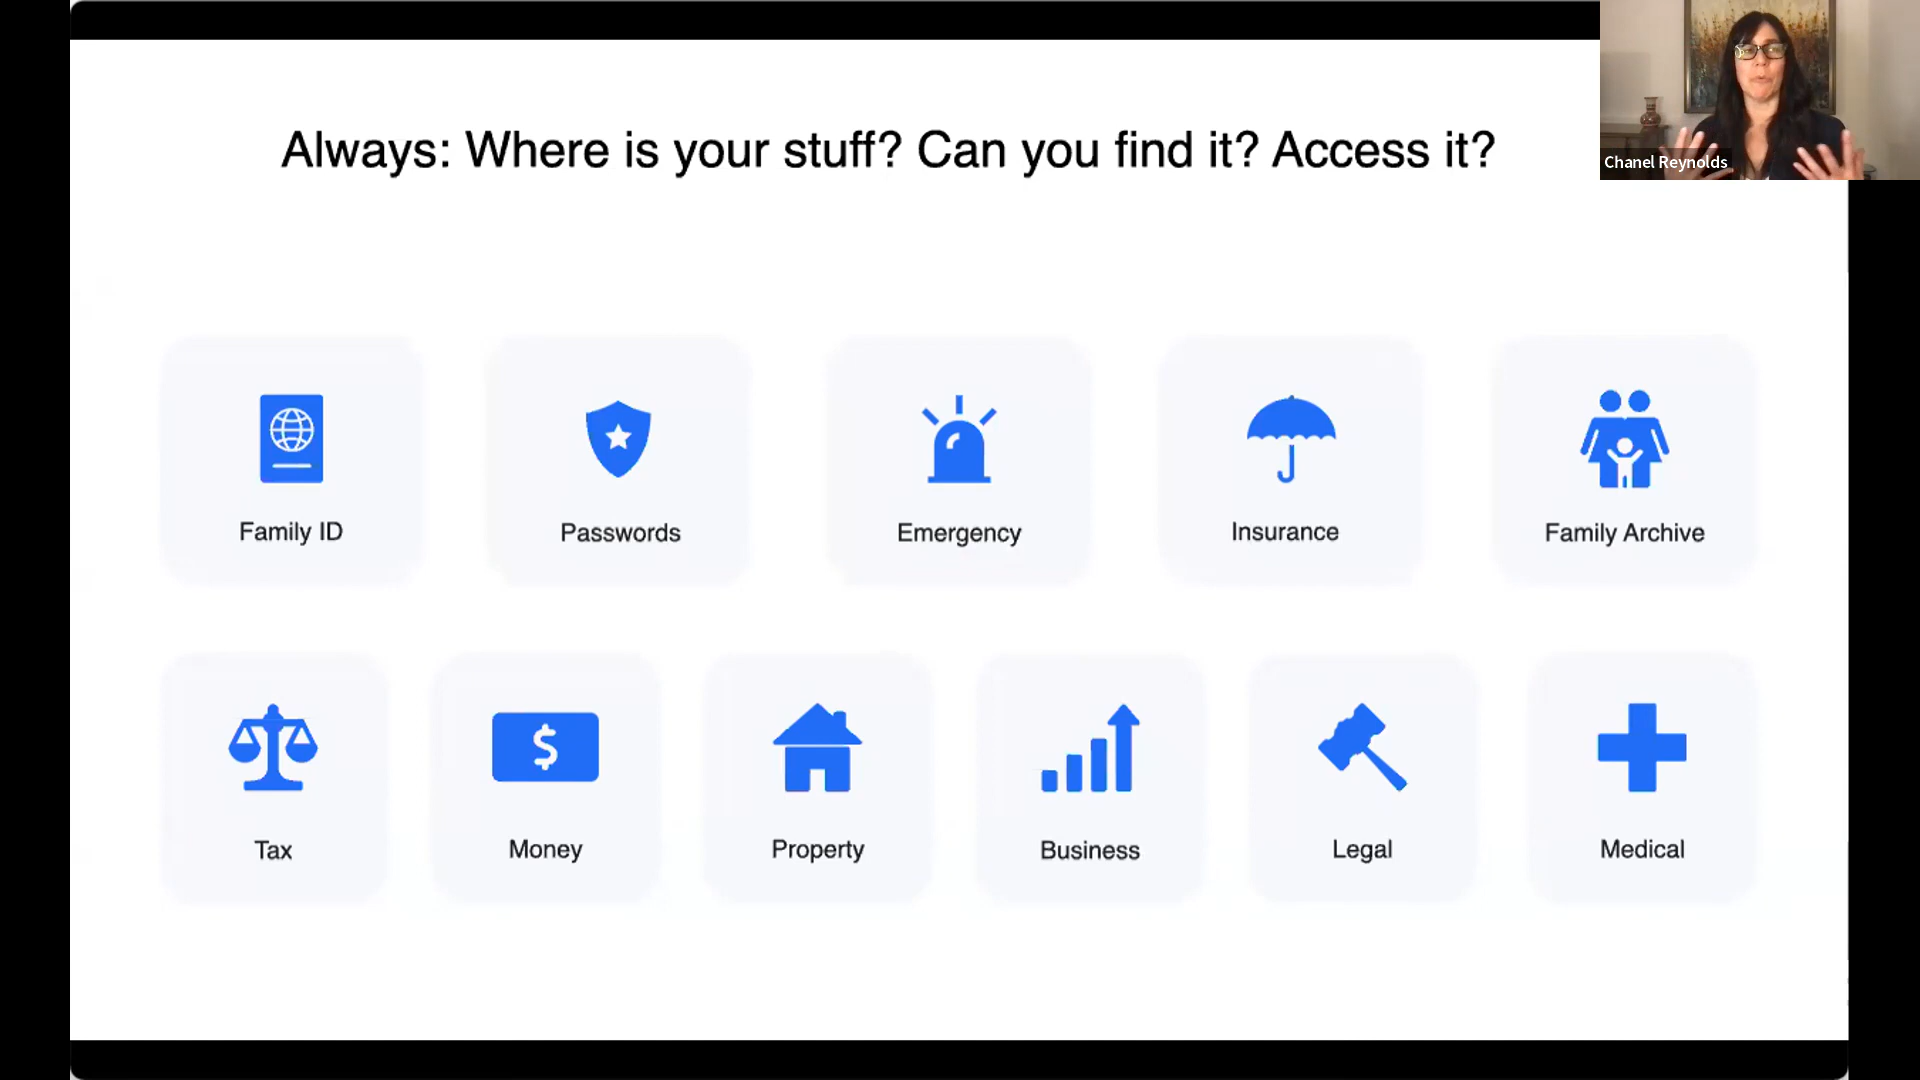 Always: Where is your stuff? Can you find it? Access it?
Chanel Reynolds
Family ID
Passwords
Emergency
Insurance
Family Archive
$
Tax
Money
Property
Business
Legal
Medical